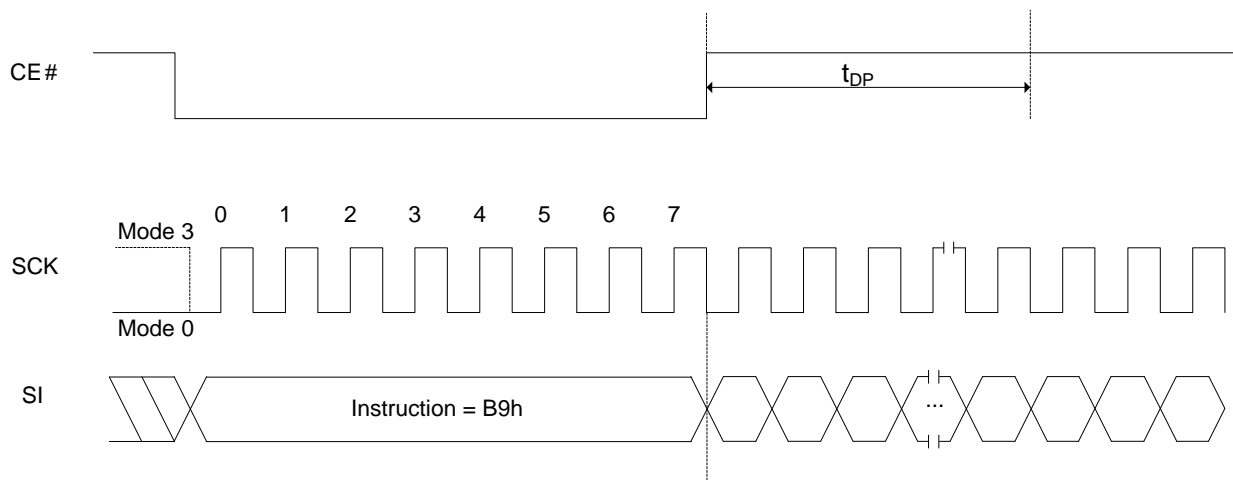 CE#
tDP
0 1 2 3 4 5 6 7
Mode 3
SCK
Mode 0
SI
Instruction = B9h
...